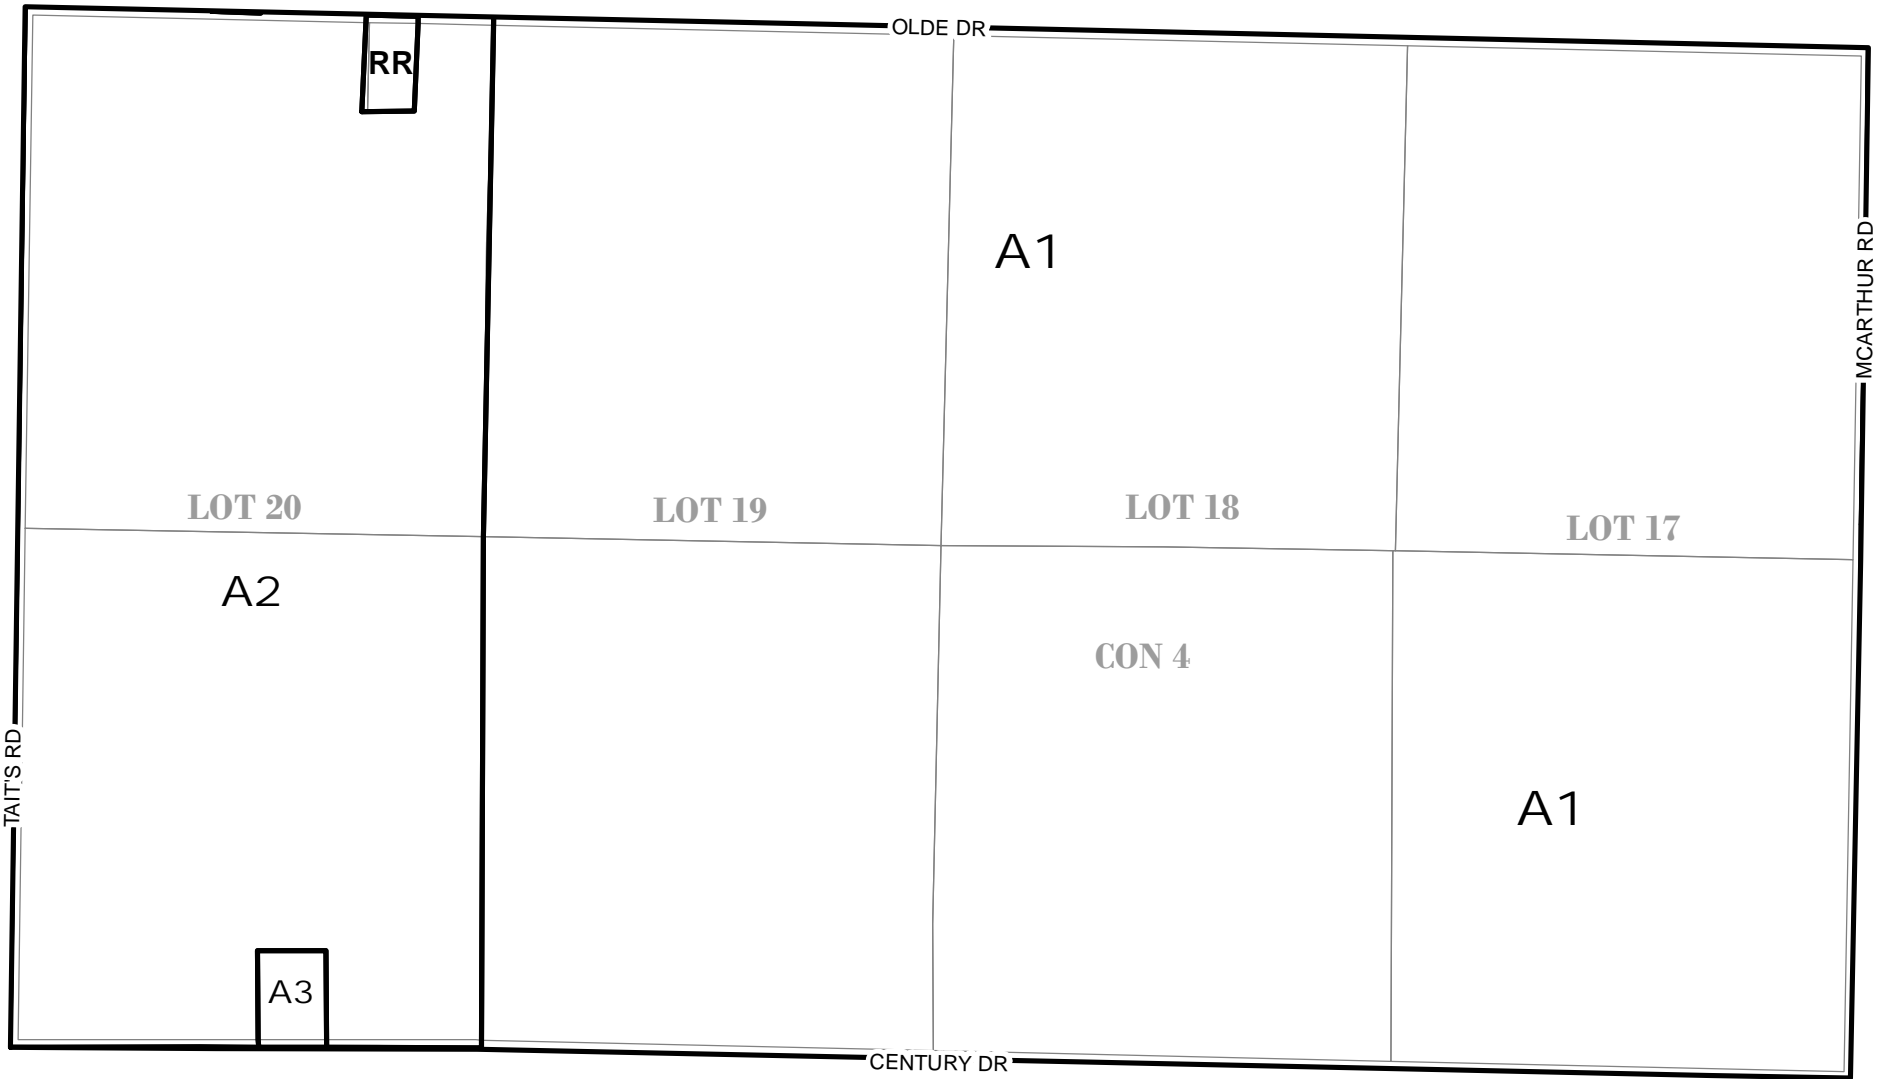 OLDE DR
RR
A1
MCARTHUR RD
LOT 20
LOT 19
LOT 18
LOT 17
A2
CON 4
TAIT'S RD
A1
A3
CENTURY DR